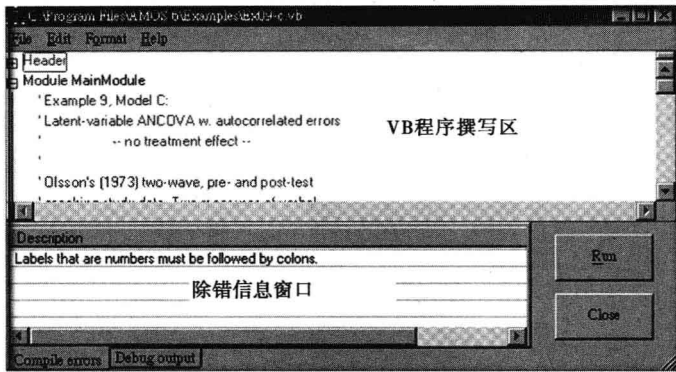 C:\Program Files\AMOS 6\Examples\Ex09-c.vb
File Edit Format Help
Header
Module MainModule
' Example 9, Model C:
' Latent-variable ANCOVA w. autocorrelated errors
' -- no treatment effect --
'
' Olsson's (1973) two-wave, pre- and post-test
VB程序撰写区
Description
Labels that are numbers must be followed by colons.
除错信息窗口
Run
Close
Compile errors Debug output